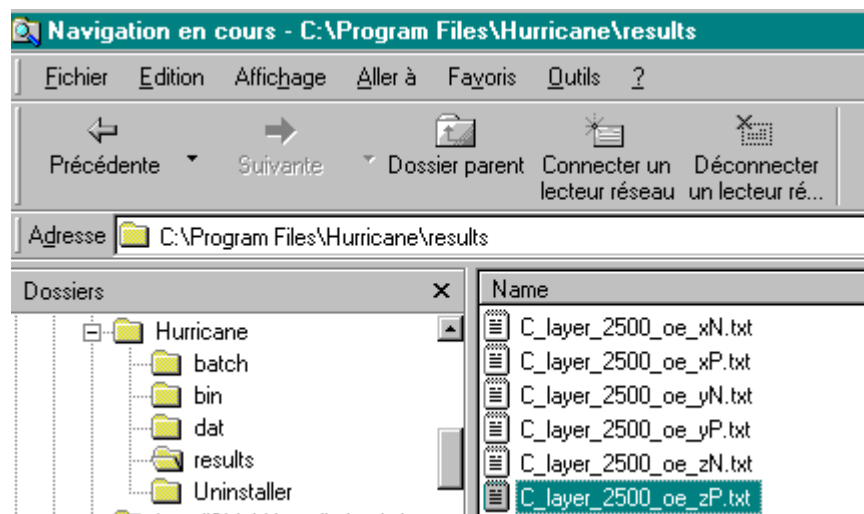 Navigation en cours - C:\Program Files\Hurricane\results
Fichier Edition Affichage Aller à Favoris Outils ?
Précédente Suivante Dossier parent Connecter un lecteur réseau Déconnecter un lecteur ré...
Adresse C:\Program Files\Hurricane\results
Dossiers
Hurricane
batch
bin
dat
results
Uninstaller
Name
C_layer_2500_oe_xN.txt
C_layer_2500_oe_xP.txt
C_layer_2500_oe_yN.txt
C_layer_2500_oe_yP.txt
C_layer_2500_oe_zN.txt
C_layer_2500_oe_zP.txt